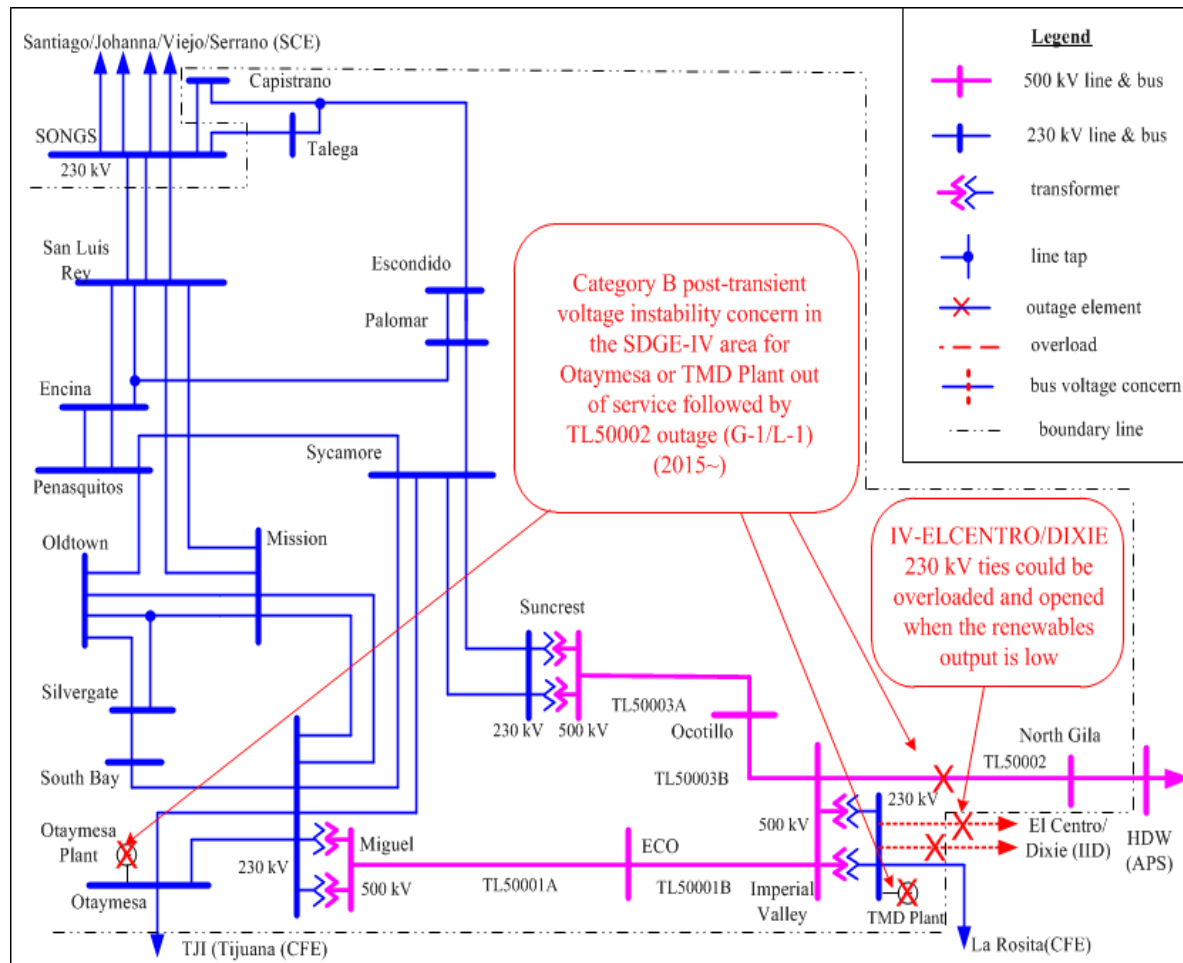 Santiago/Johanna/Viejo/Serrano (SCE)
Capistrano
SONGS
230 kV
Talega
San Luis
Rey
Escondido
Palomar
Encina
Penasquitos
Sycamore
Oldtown
Mission
Suncrest
230 kV
500 kV
TL50003A
Ocotillo
Silvergate
South Bay
Otaymesa
Plant
Otaymesa
TJI (Tijuana (CFE)
230 kV
Miguel
500 kV
TL50001A
ECO
TL50001B
TL50003B
500 kV
Imperial
Valley
230 kV
TMD Plant
La Rosita(CFE)
North Gila
TL50002
El Centro/
Dixie (IID)
HDW
(APS)
Category B post-transient
voltage instability concern in
the SDGE-IV area for
Otaymesa or TMD Plant out
of service followed by
TL50002 outage (G-1/L-1)
(2015~)
IV-ELCENTRO/DIXIE
230 kV ties could be
overloaded and opened
when the renewables
output is low
Legend
500 kV line & bus
230 kV line & bus
transformer
line tap
outage element
overload
bus voltage concern
boundary line